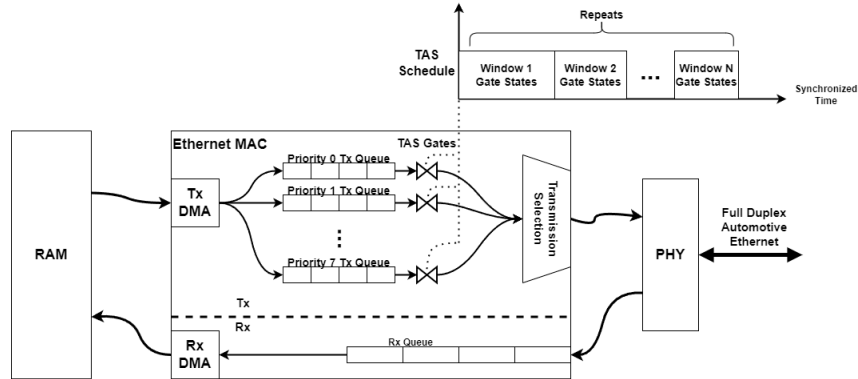 Repeats
TAS
Schedule
Window 1
Gate States
Window 2
Gate States
...
Window N
Gate States
Synchronized
Time
Ethernet MAC
TAS Gates
Priority 0 Tx Queue
Priority 1 Tx Queue
Priority 7 Tx Queue
Tx
DMA
Transmission
Selection
RAM
PHY
Full Duplex
Automotive
Ethernet
Tx
Rx
Rx
DMA
Rx Queue